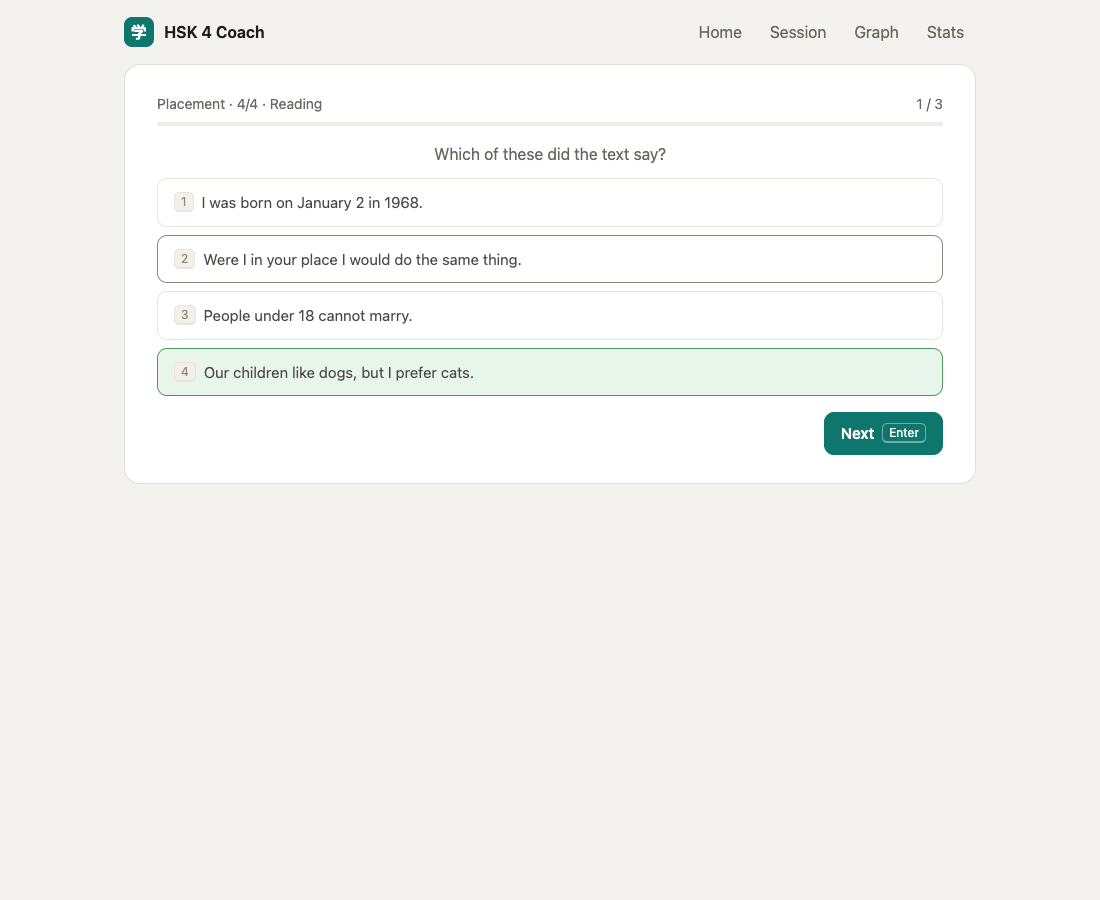 学 HSK 4 Coach Home Session Graph Stats
Placement · 4/4 · Reading 1 / 3
Which of these did the text say?
1 I was born on January 2 in 1968.
2 Were I in your place I would do the same thing.
3 People under 18 cannot marry.
4 Our children like dogs, but I prefer cats.
Next Enter